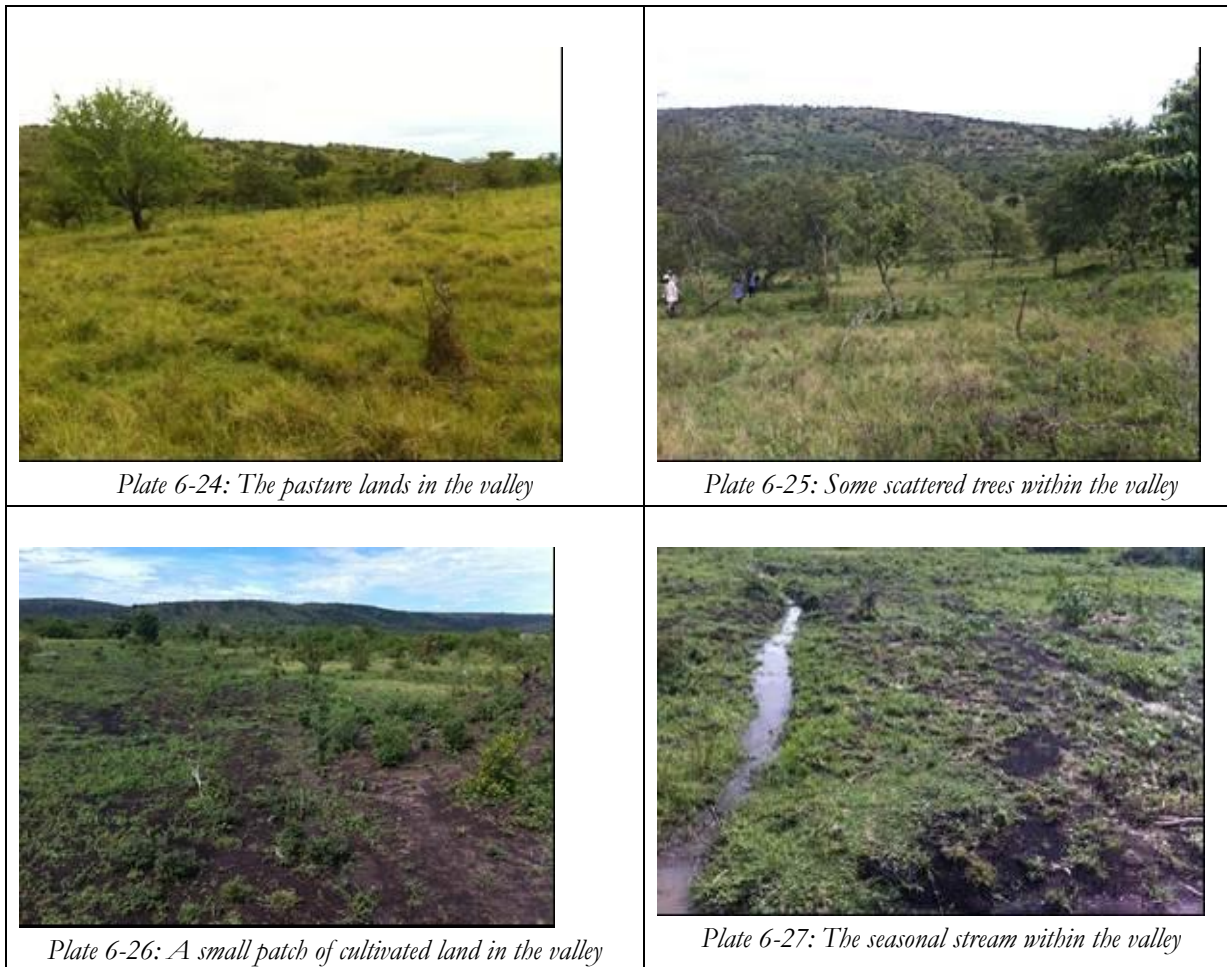 Plate 6-24: The pasture lands in the valley
Plate 6-25: Some scattered trees within the valley
Plate 6-26: A small patch of cultivated land in the valley
Plate 6-27: The seasonal stream within the valley